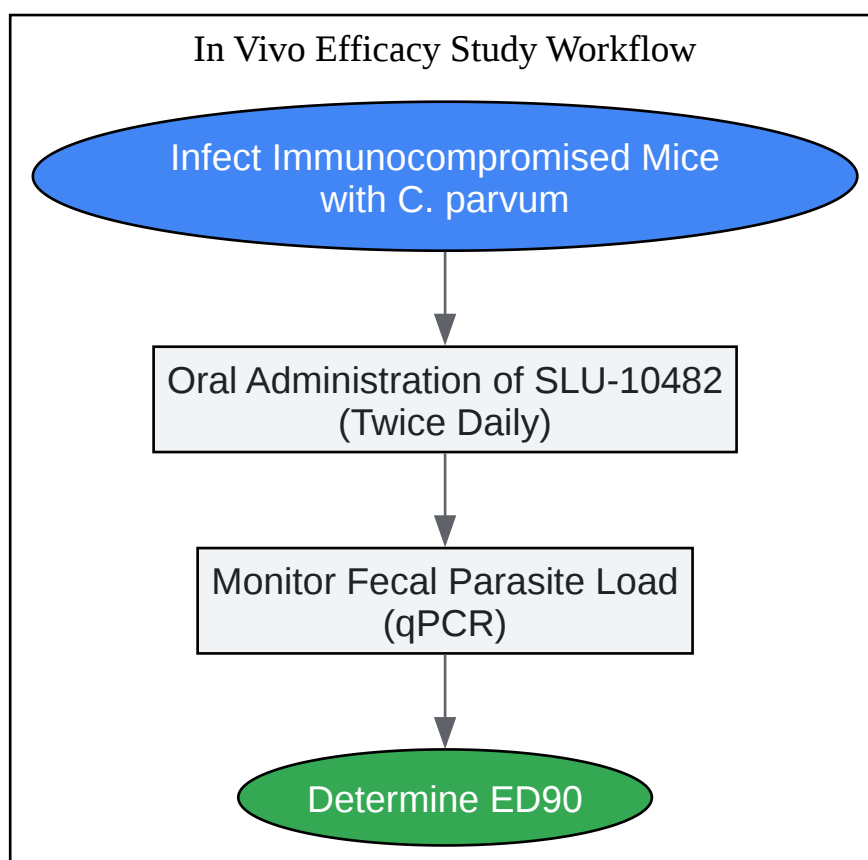 In Vivo Efficacy Study Workflow
Infect Immunocompromised Mice
with C. parvum
Oral Administration of SLU-10482
(Twice Daily)
Monitor Fecal Parasite Load
(qPCR)
Determine ED90